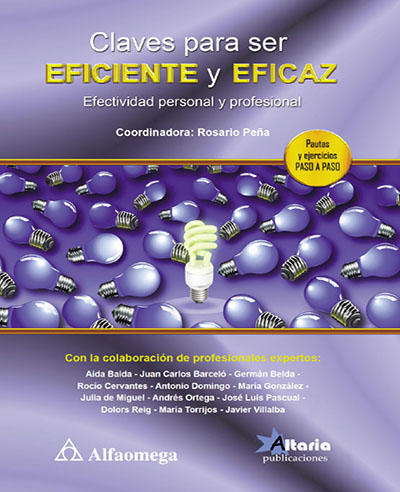 Claves para ser
EFICIENTE y EFICAZ
Efectividad personal y profesional
Coordinadora: Rosario Peña
Pautas
y ejercicios
PASO A PASO
Con la colaboración de profesionales expertos:
Aida Baida - Juan Carlos Barceló - Germán Belda -
Rocío Cervantes - Antonio Domingo - María González -
Julia de Miguel - Andrés Ortega - José Luis Pascual -
Dolors Reig - María Torrijos - Javier Villalba
Alfaomega
Altaria
publicaciones